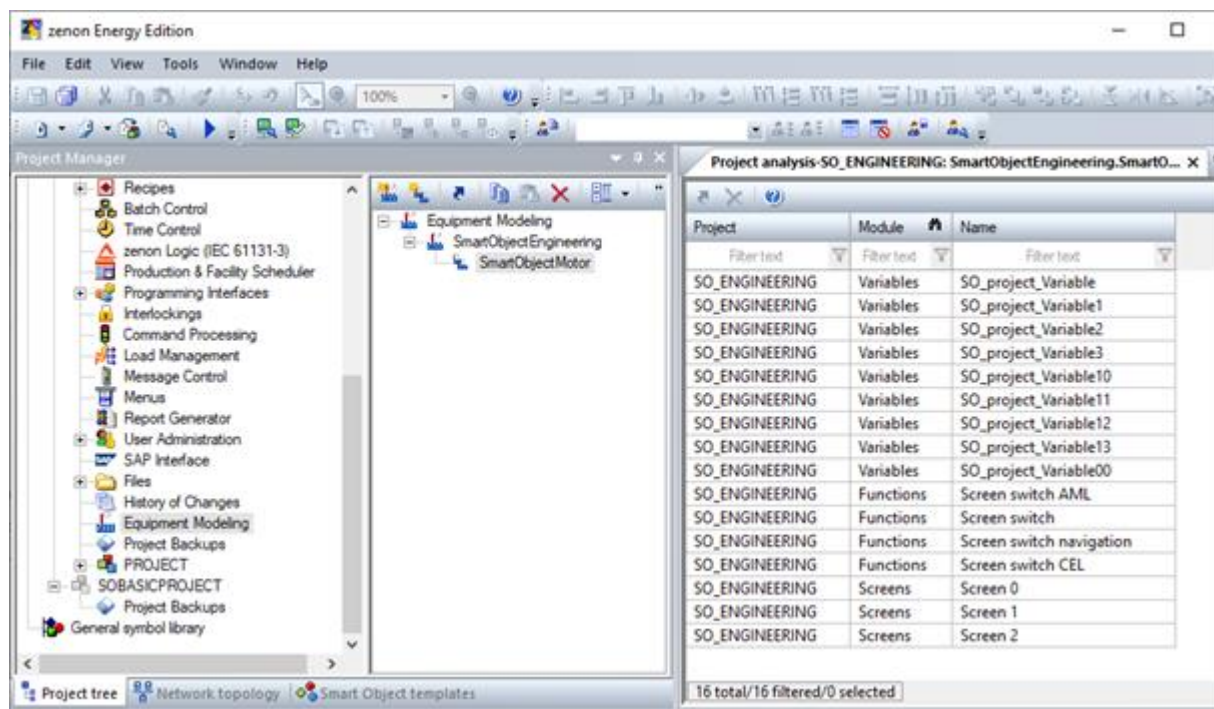 zenon Energy Edition
File Edit View Tools Window Help
100%
Project Manager
Project analysis-SO_ENGINEERING: SmartObjectEngineering.SmartO...
Recipes
Batch Control
Time Control
zenon Logic (IEC 61131-3)
Production & Facility Scheduler
Programming Interfaces
Interlockings
Command Processing
Load Management
Message Control
Menus
Report Generator
User Administration
SAP Interface
Files
History of Changes
Equipment Modeling
Project Backups
PROJECT
SOBASICPROJECT
Project Backups
General symbol library
Project tree Network topology Smart Object templates
Equipment Modeling
SmartObjectEngineering
SmartObjectMotor
Project Module Name
Filter text Filter text Filter text
SO_ENGINEERING Variables SO_project_Variable
SO_ENGINEERING Variables SO_project_Variable1
SO_ENGINEERING Variables SO_project_Variable2
SO_ENGINEERING Variables SO_project_Variable3
SO_ENGINEERING Variables SO_project_Variable10
SO_ENGINEERING Variables SO_project_Variable11
SO_ENGINEERING Variables SO_project_Variable12
SO_ENGINEERING Variables SO_project_Variable13
SO_ENGINEERING Variables SO_project_Variable00
SO_ENGINEERING Functions Screen switch AML
SO_ENGINEERING Functions Screen switch
SO_ENGINEERING Functions Screen switch navigation
SO_ENGINEERING Functions Screen switch CEL
SO_ENGINEERING Screens Screen 0
SO_ENGINEERING Screens Screen 1
SO_ENGINEERING Screens Screen 2
16 total/16 filtered/0 selected